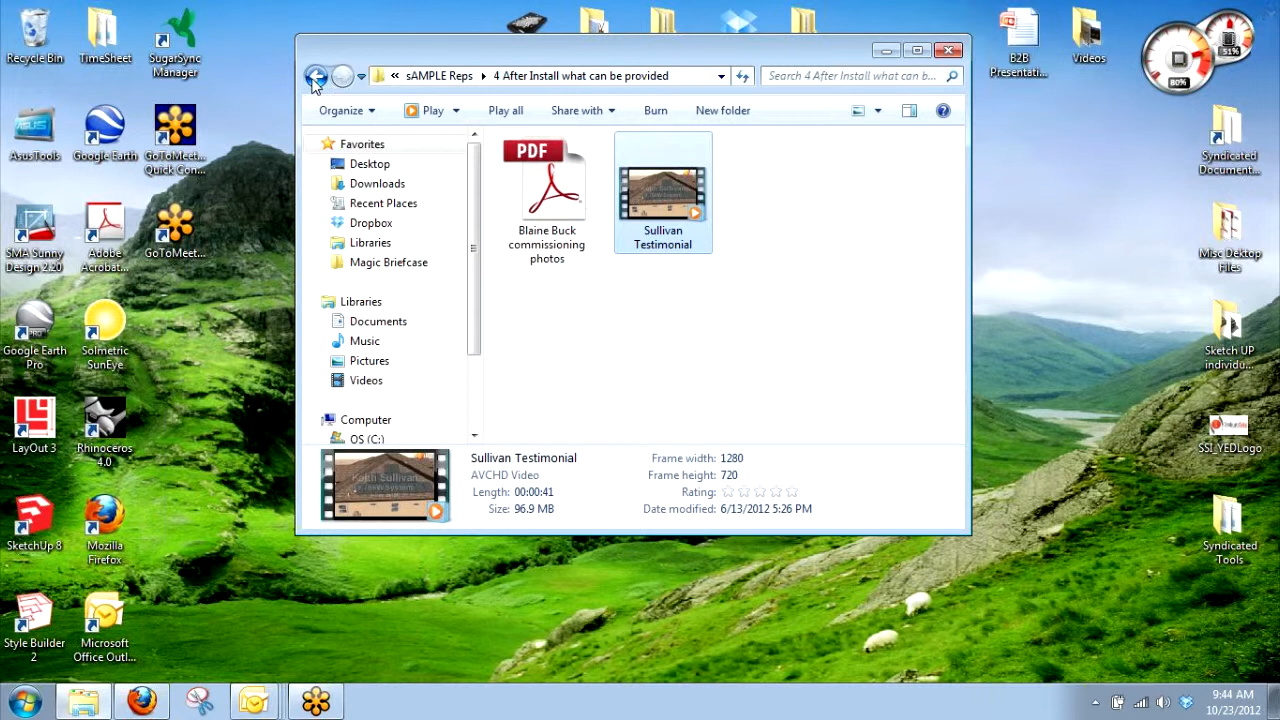 Recycle Bin
TimeSheet
SugarSync
Manager
B2B
Presentati...
Videos
80%
51%
« sAMPLE Reps ▸ 4 After Install what can be provided
Search 4 After Install what can b...
Organize
Play
Play all
Share with
Burn
New folder
AsusTools
Google Earth
GoToMeet...
Quick Con...
SMA Sunny
Design 2.20
Adobe
Acrobat...
GoToMeet...
Google Earth
Pro
Solmetric
SunEye
LayOut 3
Rhinoceros
4.0
SketchUp 8
Mozilla
Firefox
Style Builder
2
Microsoft
Office Outl...
Favorites
Desktop
Downloads
Recent Places
Dropbox
Libraries
Magic Briefcase
Libraries
Documents
Music
Pictures
Videos
Computer
OS (C:)
PDF
Blaine Buck
commissioning
photos
Sullivan
Testimonial
Keith Sullivan
Sullivan Testimonial
AVCHD Video
Length: 00:00:41
Size: 96.9 MB
Frame width: 1280
Frame height: 720
Rating:
Date modified: 6/13/2012 5:26 PM
Syndicated
Document...
Misc Dektop
Files
Sketch UP
individu...
SSI_YEDLogo
Syndicated
Tools
9:44 AM
10/23/2012